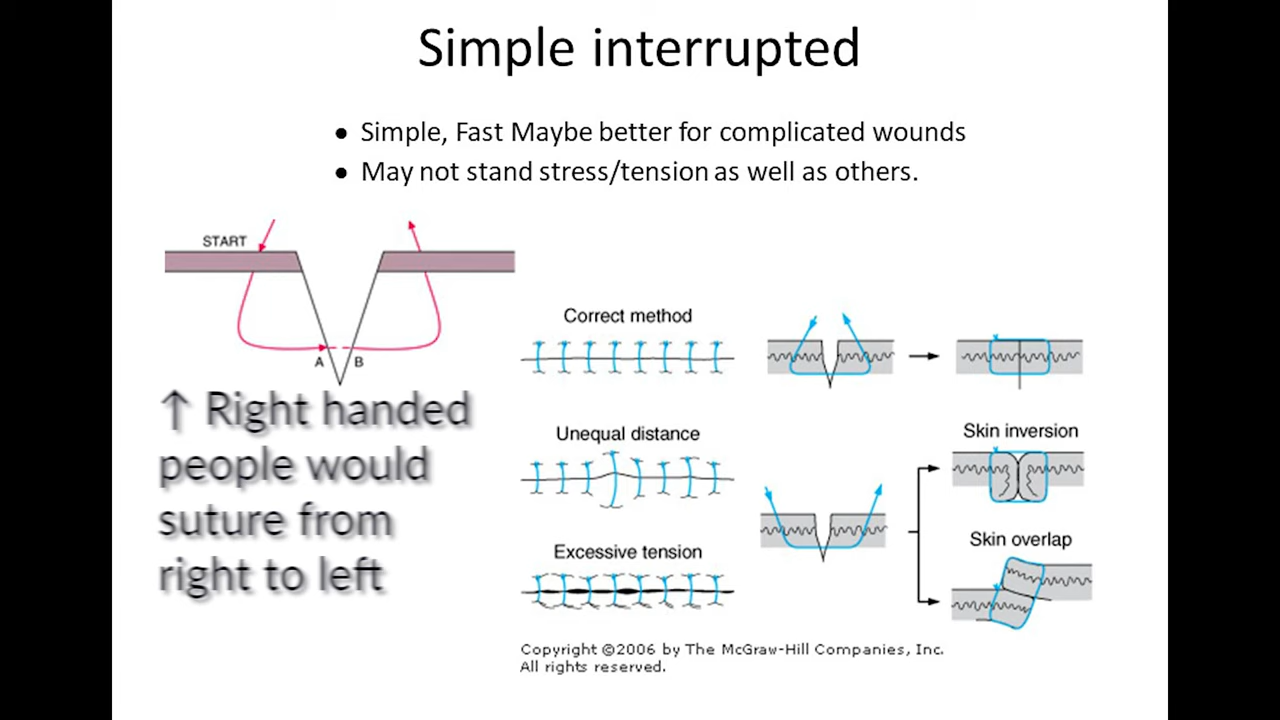 Simple interrupted
● Simple, Fast Maybe better for complicated wounds
● May not stand stress/tension as well as others.
START
A B
↑ Right handed
people would
suture from
right to left
Correct method
Unequal distance
Skin inversion
Excessive tension
Skin overlap
Copyright ©2006 by The McGraw-Hill Companies, Inc.
All rights reserved.